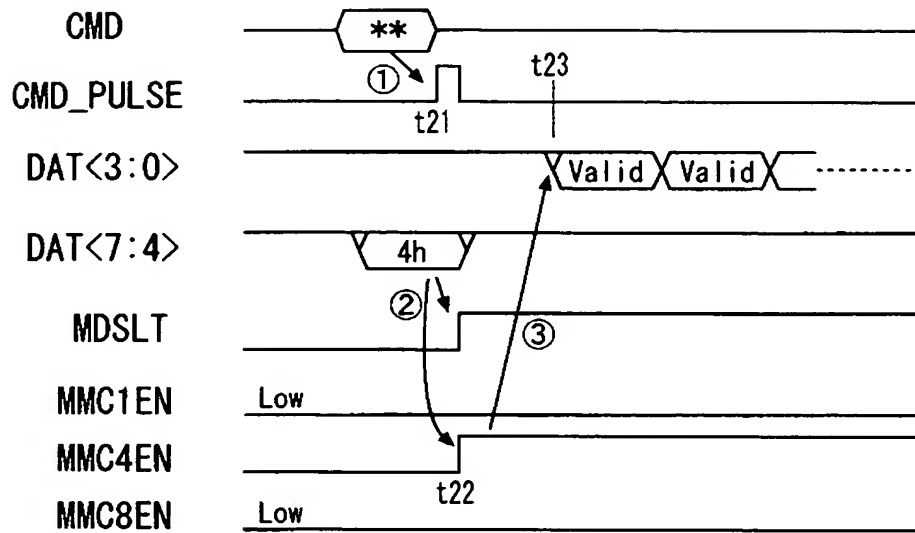 CMD **
① t23
CMD_PULSE
t21
DAT<3:0> Valid Valid
DAT<7:4> 4h
②
MDSLT ③
MMC1EN Low
MMC4EN
t22
MMC8EN Low